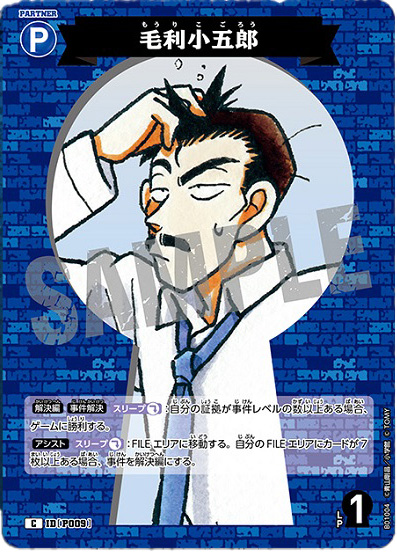 PARTNER
P
もうりこごろう
毛利小五郎
SAMPLE
かいけつへん じけんかいけつ じぶん しょうこ じけん かずいじょう ばあい
解決編 事件解決 スリープ:自分の証拠が事件レベルの数以上ある場合、
しょうり
ゲームに勝利する。
いどう じぶん
アシスト スリープ:FILEエリアに移動する。自分のFILEエリアにカードが7
まいいじょう ばあい じけん かいけつへん
枚以上ある場合、事件を解決編にする。
C ID[P009]
LP 1
B01004 ©青山剛昌/小学館 © TOMY